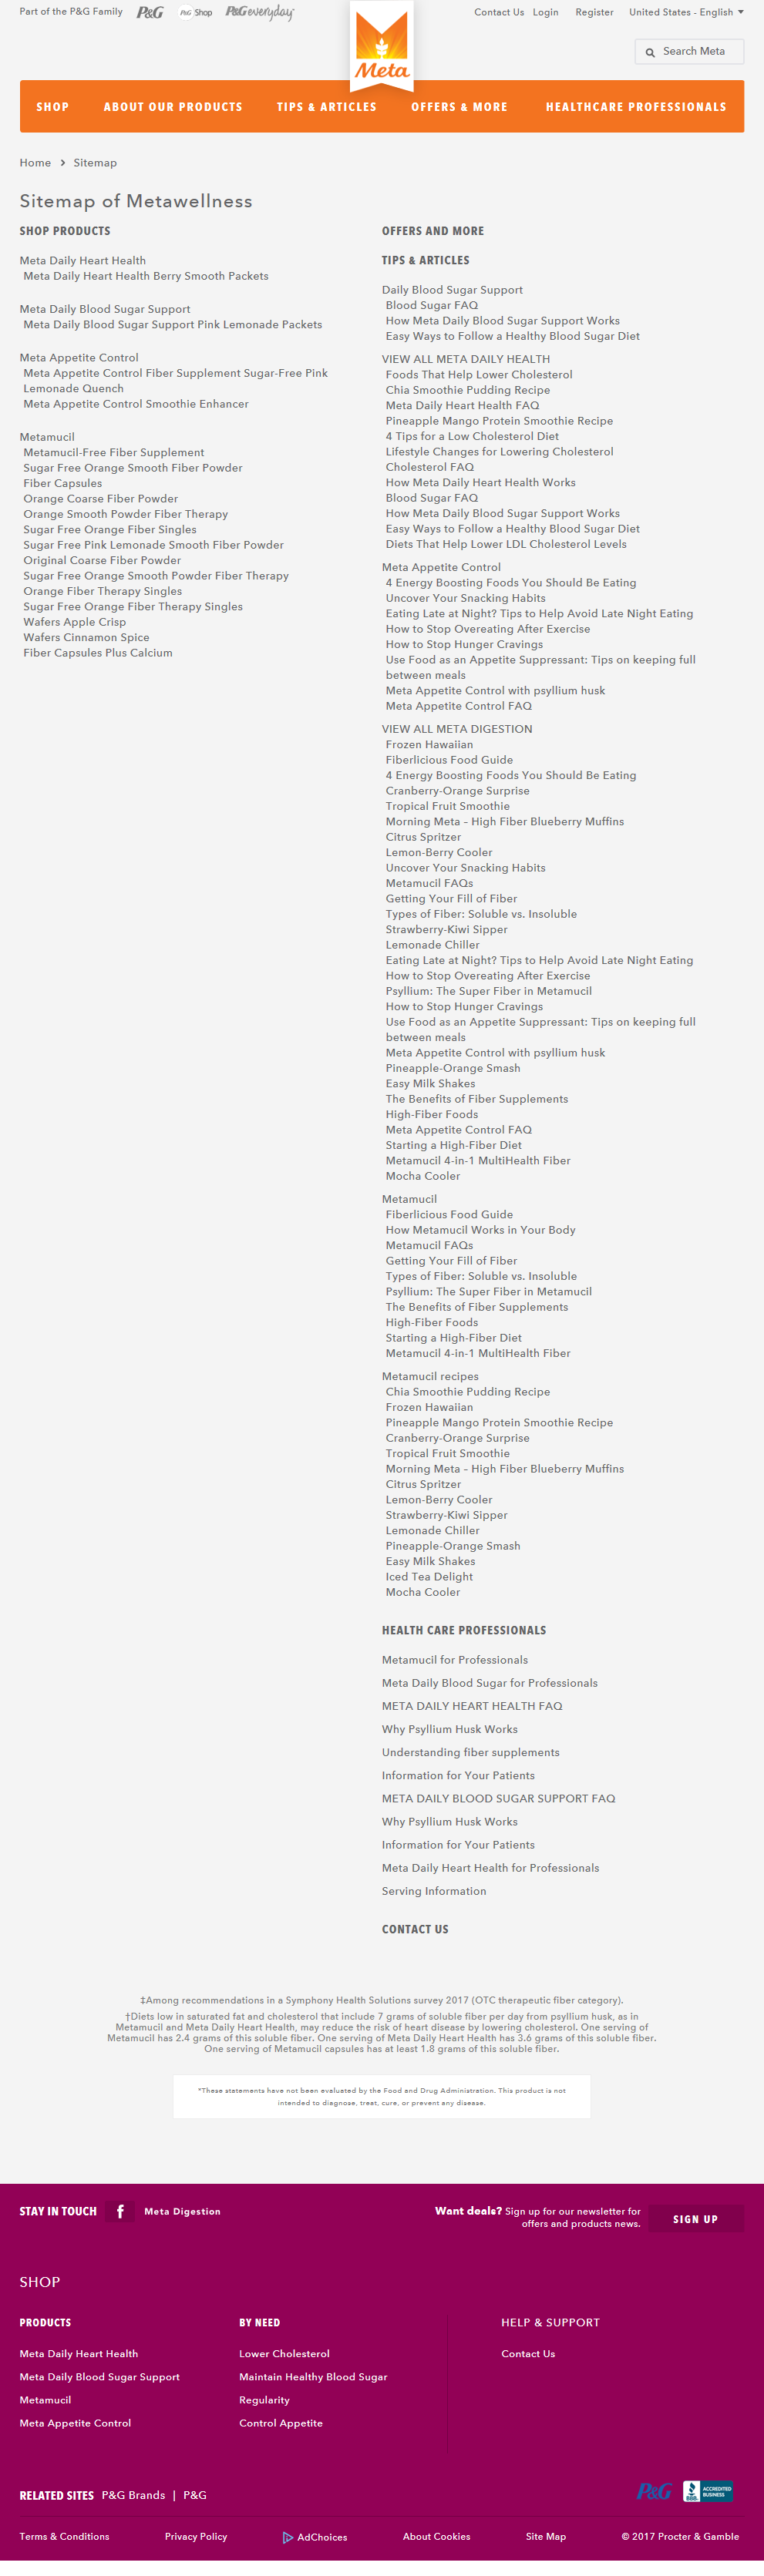 Part of the P&G Family P&G P&G Shop P&G everyday
Contact Us Login Register United States - English
Meta
Search Meta
SHOP ABOUT OUR PRODUCTS TIPS & ARTICLES OFFERS & MORE HEALTHCARE PROFESSIONALS
Home > Sitemap
Sitemap of Metawellness
SHOP PRODUCTS
Meta Daily Heart Health
Meta Daily Heart Health Berry Smooth Packets
Meta Daily Blood Sugar Support
Meta Daily Blood Sugar Support Pink Lemonade Packets
Meta Appetite Control
Meta Appetite Control Fiber Supplement Sugar-Free Pink
Lemonade Quench
Meta Appetite Control Smoothie Enhancer
Metamucil
Metamucil-Free Fiber Supplement
Sugar Free Orange Smooth Fiber Powder
Fiber Capsules
Orange Coarse Fiber Powder
Orange Smooth Powder Fiber Therapy
Sugar Free Orange Fiber Singles
Sugar Free Pink Lemonade Smooth Fiber Powder
Original Coarse Fiber Powder
Sugar Free Orange Smooth Powder Fiber Therapy
Orange Fiber Therapy Singles
Sugar Free Orange Fiber Therapy Singles
Wafers Apple Crisp
Wafers Cinnamon Spice
Fiber Capsules Plus Calcium
OFFERS AND MORE
TIPS & ARTICLES
Daily Blood Sugar Support
Blood Sugar FAQ
How Meta Daily Blood Sugar Support Works
Easy Ways to Follow a Healthy Blood Sugar Diet
VIEW ALL META DAILY HEALTH
Foods That Help Lower Cholesterol
Chia Smoothie Pudding Recipe
Meta Daily Heart Health FAQ
Pineapple Mango Protein Smoothie Recipe
4 Tips for a Low Cholesterol Diet
Lifestyle Changes for Lowering Cholesterol
Cholesterol FAQ
How Meta Daily Heart Health Works
Blood Sugar FAQ
How Meta Daily Blood Sugar Support Works
Easy Ways to Follow a Healthy Blood Sugar Diet
Diets That Help Lower LDL Cholesterol Levels
Meta Appetite Control
4 Energy Boosting Foods You Should Be Eating
Uncover Your Snacking Habits
Eating Late at Night? Tips to Help Avoid Late Night Eating
How to Stop Overeating After Exercise
How to Stop Hunger Cravings
Use Food as an Appetite Suppressant: Tips on keeping full
between meals
Meta Appetite Control with psyllium husk
Meta Appetite Control FAQ
VIEW ALL META DIGESTION
Frozen Hawaiian
Fiberlicious Food Guide
4 Energy Boosting Foods You Should Be Eating
Cranberry-Orange Surprise
Tropical Fruit Smoothie
Morning Meta – High Fiber Blueberry Muffins
Citrus Spritzer
Lemon-Berry Cooler
Uncover Your Snacking Habits
Metamucil FAQs
Getting Your Fill of Fiber
Types of Fiber: Soluble vs. Insoluble
Strawberry-Kiwi Sipper
Lemonade Chiller
Eating Late at Night? Tips to Help Avoid Late Night Eating
How to Stop Overeating After Exercise
Psyllium: The Super Fiber in Metamucil
How to Stop Hunger Cravings
Use Food as an Appetite Suppressant: Tips on keeping full
between meals
Meta Appetite Control with psyllium husk
Pineapple-Orange Smash
Easy Milk Shakes
The Benefits of Fiber Supplements
High-Fiber Foods
Meta Appetite Control FAQ
Starting a High-Fiber Diet
Metamucil 4-in-1 MultiHealth Fiber
Mocha Cooler
Metamucil
Fiberlicious Food Guide
How Metamucil Works in Your Body
Metamucil FAQs
Getting Your Fill of Fiber
Types of Fiber: Soluble vs. Insoluble
Psyllium: The Super Fiber in Metamucil
The Benefits of Fiber Supplements
High-Fiber Foods
Starting a High-Fiber Diet
Metamucil 4-in-1 MultiHealth Fiber
Metamucil recipes
Chia Smoothie Pudding Recipe
Frozen Hawaiian
Pineapple Mango Protein Smoothie Recipe
Cranberry-Orange Surprise
Tropical Fruit Smoothie
Morning Meta – High Fiber Blueberry Muffins
Citrus Spritzer
Lemon-Berry Cooler
Strawberry-Kiwi Sipper
Lemonade Chiller
Pineapple-Orange Smash
Easy Milk Shakes
Iced Tea Delight
Mocha Cooler
HEALTH CARE PROFESSIONALS
Metamucil for Professionals
Meta Daily Blood Sugar for Professionals
META DAILY HEART HEALTH FAQ
Why Psyllium Husk Works
Understanding fiber supplements
Information for Your Patients
META DAILY BLOOD SUGAR SUPPORT FAQ
Why Psyllium Husk Works
Information for Your Patients
Meta Daily Heart Health for Professionals
Serving Information
CONTACT US
‡Among recommendations in a Symphony Health Solutions survey 2017 (OTC therapeutic fiber category).
†Diets low in saturated fat and cholesterol that include 7 grams of soluble fiber per day from psyllium husk, as in
Metamucil and Meta Daily Heart Health, may reduce the risk of heart disease by lowering cholesterol. One serving of
Metamucil has 2.4 grams of this soluble fiber. One serving of Meta Daily Heart Health has 3.6 grams of this soluble fiber.
One serving of Metamucil capsules has at least 1.8 grams of this soluble fiber.
*These statements have not been evaluated by the Food and Drug Administration. This product is not
intended to diagnose, treat, cure, or prevent any disease.
STAY IN TOUCH f Meta Digestion
Want deals? Sign up for our newsletter for
offers and products news.
SIGN UP
SHOP
PRODUCTS
Meta Daily Heart Health
Meta Daily Blood Sugar Support
Metamucil
Meta Appetite Control
BY NEED
Lower Cholesterol
Maintain Healthy Blood Sugar
Regularity
Control Appetite
HELP & SUPPORT
Contact Us
RELATED SITES P&G Brands | P&G
P&G
BBB ACCREDITED
BUSINESS
Terms & Conditions Privacy Policy AdChoices About Cookies Site Map © 2017 Procter & Gamble